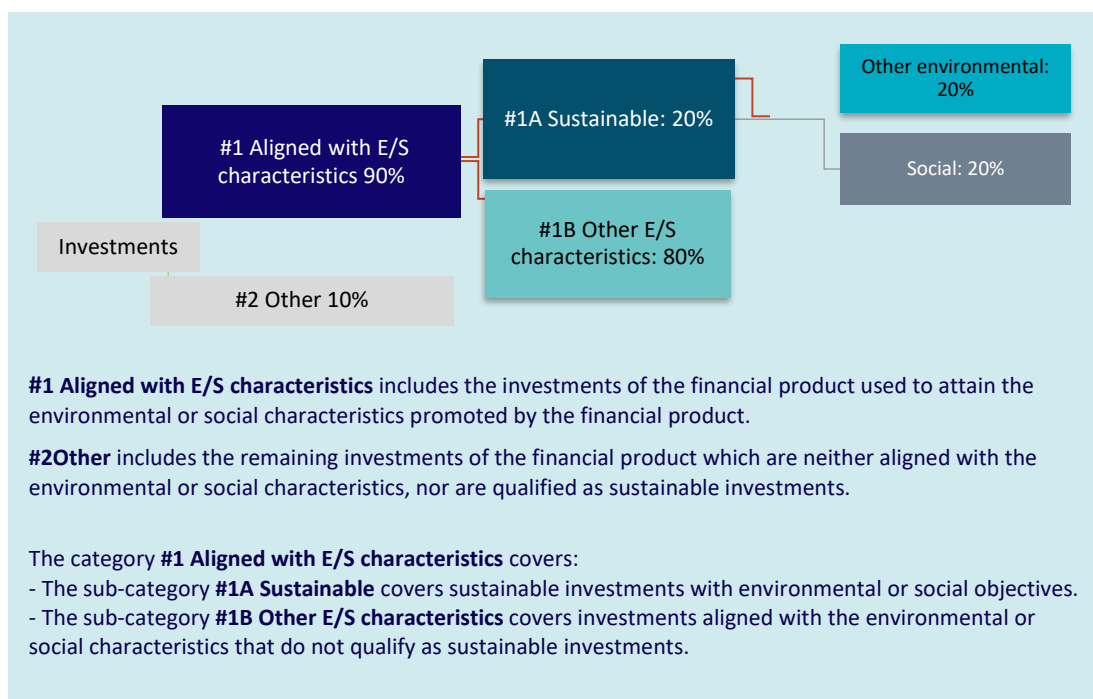 Other environmental:
20%
#1A Sustainable: 20%
#1 Aligned with E/S
characteristics 90%
Social: 20%
#1B Other E/S
characteristics: 80%
Investments
#2 Other 10%
#1 Aligned with E/S characteristics includes the investments of the financial product used to attain the
environmental or social characteristics promoted by the financial product.
#2Other includes the remaining investments of the financial product which are neither aligned with the
environmental or social characteristics, nor are qualified as sustainable investments.
The category #1 Aligned with E/S characteristics covers:
- The sub-category #1A Sustainable covers sustainable investments with environmental or social objectives.
- The sub-category #1B Other E/S characteristics covers investments aligned with the environmental or
social characteristics that do not qualify as sustainable investments.